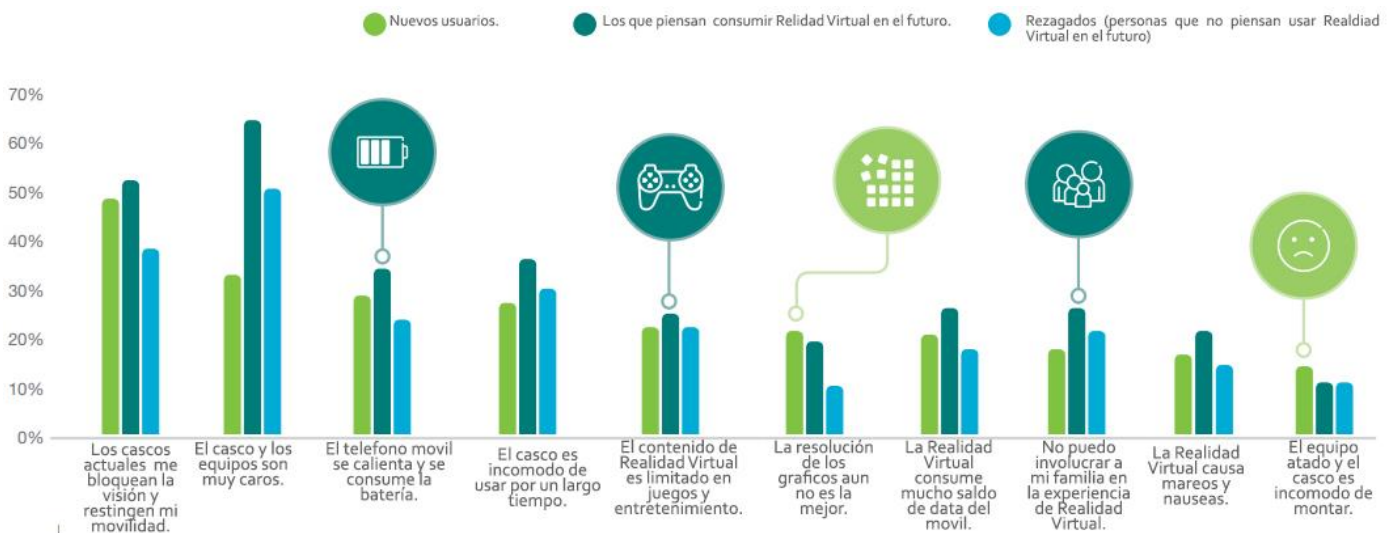 Nuevos usuarios.
Los que piensan consumir Relidad Virtual en el futuro.
Rezagados (personas que no piensan usar Realdiad
Virtual en el futuro)
70%
60%
50%
40%
30%
20%
10%
0%
Los cascos
actuales me
bloquean la
visión y
restingen mi
movilidad.
El casco y los
equipos son
muy caros.
El telefono movil
se calienta y se
consume la
batería.
El casco es
incomodo de
usar por un largo
tiempo.
El contenido de
Realidad Virtual
es limitado en
juegos y
entretenimiento.
La resolución
de los
graficos aun
no es la
mejor.
La Realidad
Virtual
consume
mucho saldo
de data del
movil.
No puedo
involucrar a
mi familia en
la experiencia
de Realidad
Virtual.
La Realidad
Virtual causa
mareos y
nauseas.
El equipo
atado y el
casco es
incomodo de
montar.